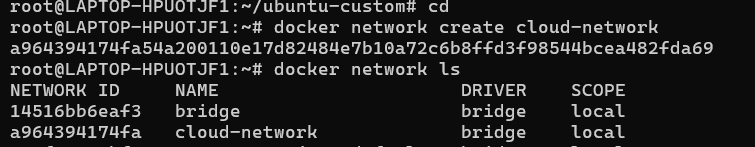 root@LAPTOP-HPUOTJF1:~/ubuntu-custom# cd
root@LAPTOP-HPUOTJF1:~# docker network create cloud-network
a964394174fa54a200110e17d82484e7b10a72c6b8ffd3f98544bcea482fda69
root@LAPTOP-HPUOTJF1:~# docker network ls
NETWORK ID     NAME                    DRIVER    SCOPE
14516bb6eaf3   bridge                  bridge    local
a964394174fa   cloud-network           bridge    local